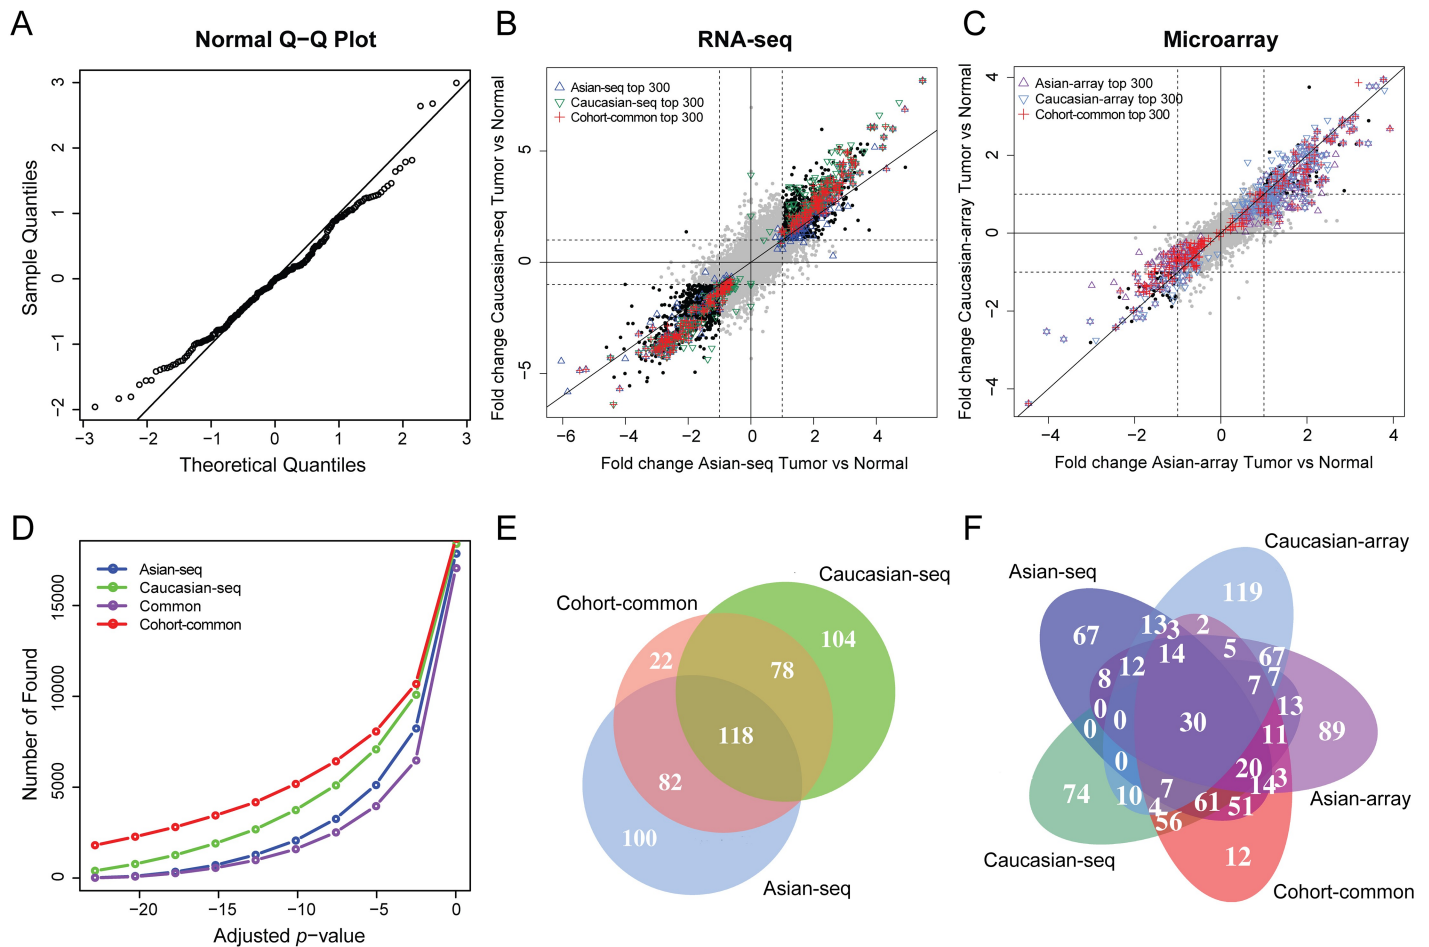 A
Normal Q−Q Plot
Sample Quantiles
3
2
1
0
−1
−2
−3
−2
−1
0
1
2
3
Theoretical Quantiles
B
RNA-seq
Fold change Caucasian-seq Tumor vs Normal
Asian-seq top 300
Caucasian-seq top 300
Cohort-common top 300
5
0
−5
−6
−4
−2
0
2
4
Fold change Asian-seq Tumor vs Normal
C
Microarray
Fold change Caucasian-array Tumor vs Normal
Asian-array top 300
Caucasian-array top 300
Cohort-common top 300
4
2
0
−2
−4
−4
−2
0
2
4
Fold change Asian-array Tumor vs Normal
D
Number of Found
Asian-seq
Caucasian-seq
Common
Cohort-common
15000
10000
5000
0
−20
−15
−10
−5
0
Adjusted p−value
E
Caucasian-seq
Cohort-common
104
22
78
118
82
100
Asian-seq
F
Caucasian-array
Asian-seq
119
67
13
3
2
14
5
67
12
7
8
7
0
13
0
30
0
11
89
0
20
14
3
74
10
7
4
61
51
Asian-array
56
Caucasian-seq
12
Cohort-common